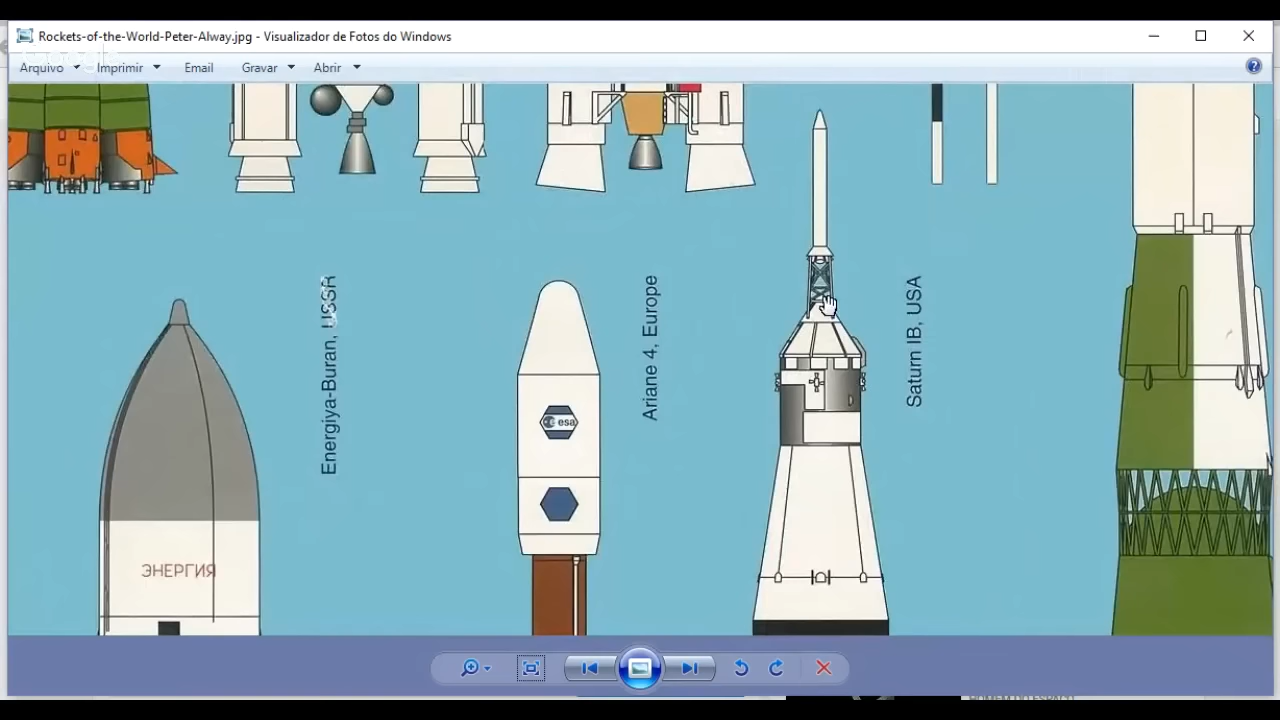 Rockets-of-the-World-Peter-Alway.jpg - Visualizador de Fotos do Windows
Arquivo Imprimir Email Gravar Abrir
Energiya-Buran, USSR
Ariane 4, Europe
Saturn IB, USA
esa
ЭНЕРГИЯ